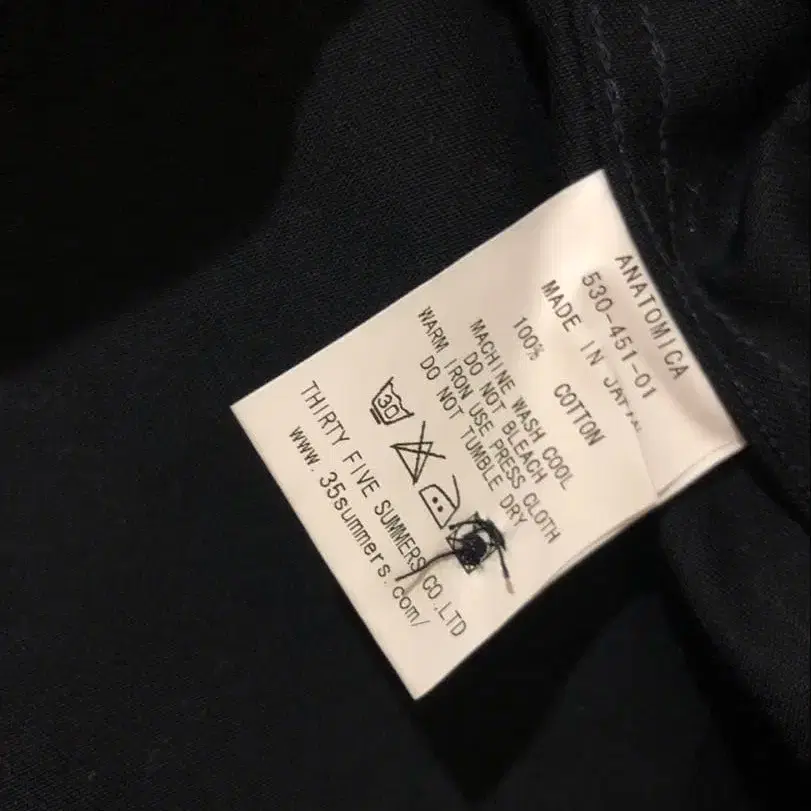 ANATOMICA
530-451-01
MADE IN JAPAN
100% COTTON
MACHINE WASH COOL
DO NOT BLEACH
WARM IRON USE PRESS CLOTH
DO NOT TUMBLE DRY
30
THIRTY FIVE SUMMERS CO.,LTD
www.35summers.com/